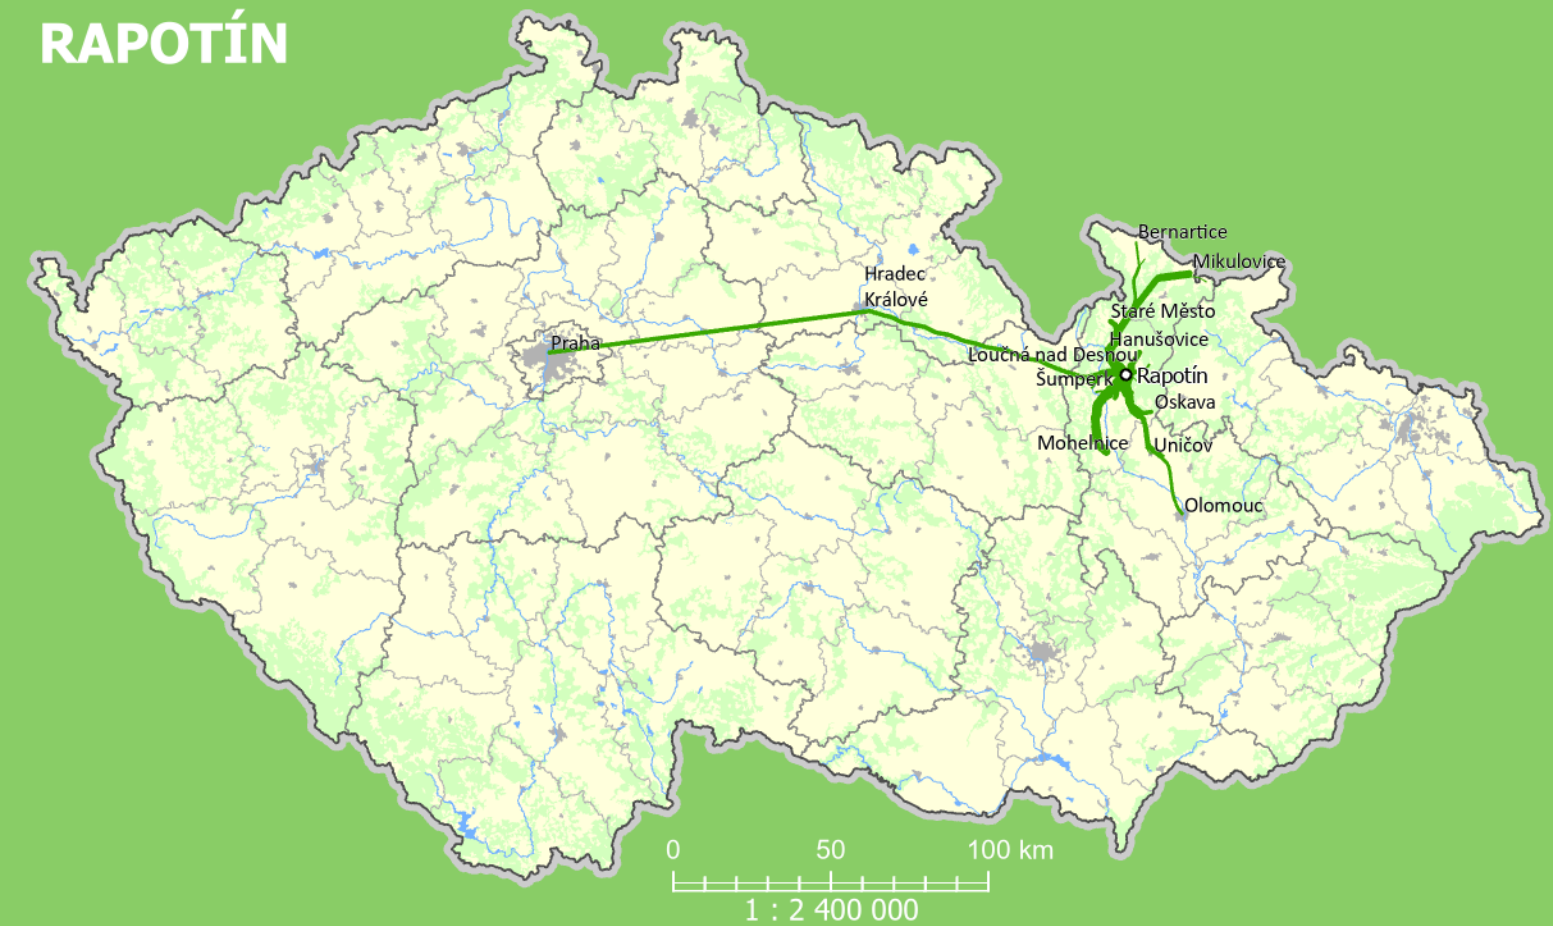 RAPOTÍN
Bernartice
Mikulovice
Hradec
Králové
Staré Město
Hanušovice
Praha
Loučná nad Desnou
Šumperk
Rapotín
Oskava
Mohelnice
Uničov
Olomouc
0 50 100 km
1 : 2 400 000